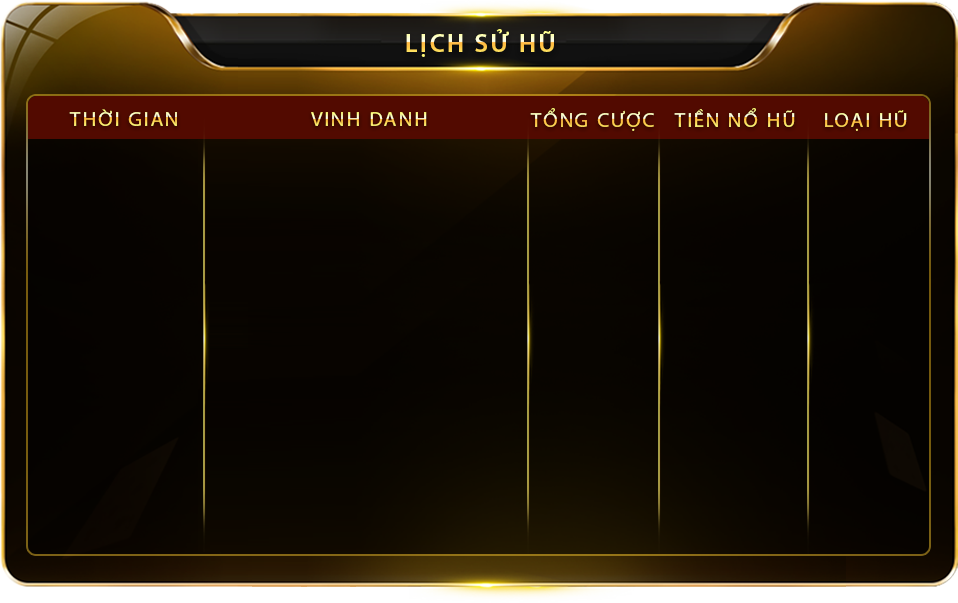 LỊCH SỬ HŨ
THỜI GIAN VINH DANH TỔNG CƯỢC TIỀN NỔ HŨ LOẠI HŨ